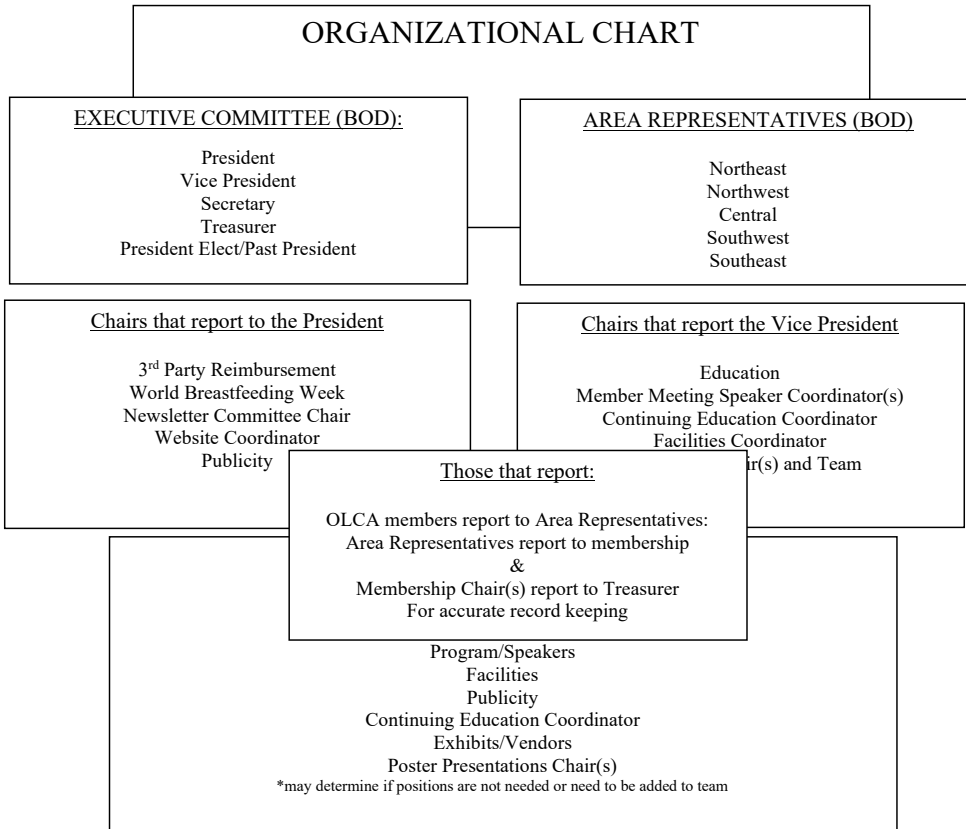 ORGANIZATIONAL CHART
EXECUTIVE COMMITTEE (BOD):
President
Vice President
Secretary
Treasurer
President Elect/Past President
AREA REPRESENTATIVES (BOD)
Northeast
Northwest
Central
Southwest
Southeast
Chairs that report to the President
3rd Party Reimbursement
World Breastfeeding Week
Newsletter Committee Chair
Website Coordinator
Publicity
Chairs that report the Vice President
Education
Member Meeting Speaker Coordinator(s)
Continuing Education Coordinator
Facilities Coordinator
and Team
Those that report:
OLCA members report to Area Representatives:
Area Representatives report to membership
&
Membership Chair(s) report to Treasurer
For accurate record keeping
Program/Speakers
Facilities
Publicity
Continuing Education Coordinator
Exhibits/Vendors
Poster Presentations Chair(s)
*may determine if positions are not needed or need to be added to team